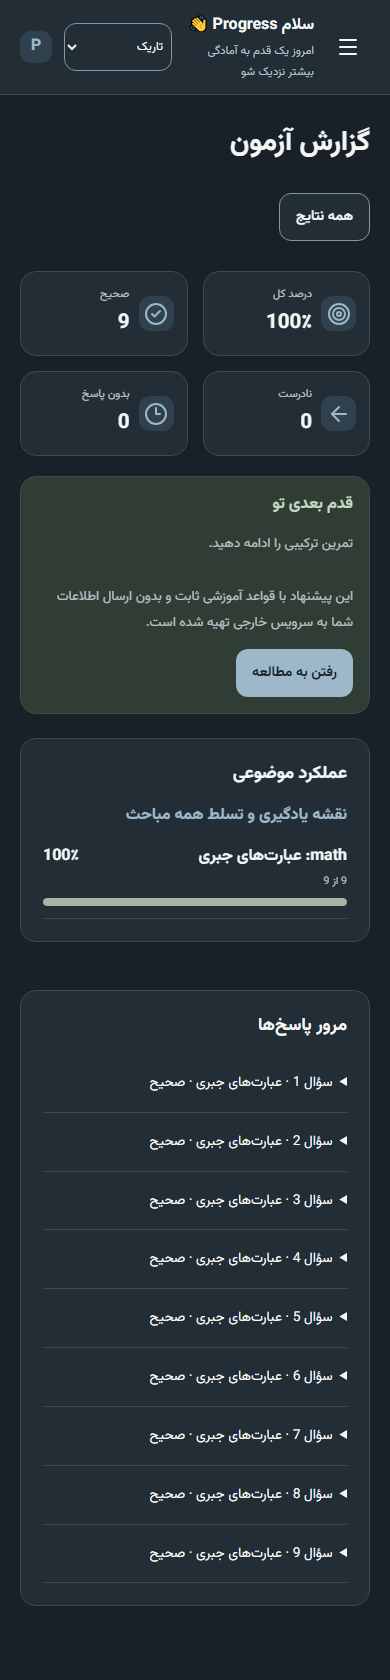 سلام Progress 👋
امروز یک قدم به آمادگی
بیشتر نزدیک شو
تاریک
P
گزارش آزمون
همه نتایج
درصد کل
100٪
صحیح
9
نادرست
0
بدون پاسخ
0
قدم بعدی تو
تمرین ترکیبی را ادامه دهید.
این پیشنهاد با قواعد آموزشی ثابت و بدون ارسال اطلاعات
شما به سرویس خارجی تهیه شده است.
رفتن به مطالعه
عملکرد موضوعی
نقشه یادگیری و تسلط همه مباحث
math: عبارت‌های جبری
100٪
9 از 9
مرور پاسخ‌ها
سؤال 1 · عبارت‌های جبری · صحیح
سؤال 2 · عبارت‌های جبری · صحیح
سؤال 3 · عبارت‌های جبری · صحیح
سؤال 4 · عبارت‌های جبری · صحیح
سؤال 5 · عبارت‌های جبری · صحیح
سؤال 6 · عبارت‌های جبری · صحیح
سؤال 7 · عبارت‌های جبری · صحیح
سؤال 8 · عبارت‌های جبری · صحیح
سؤال 9 · عبارت‌های جبری · صحیح